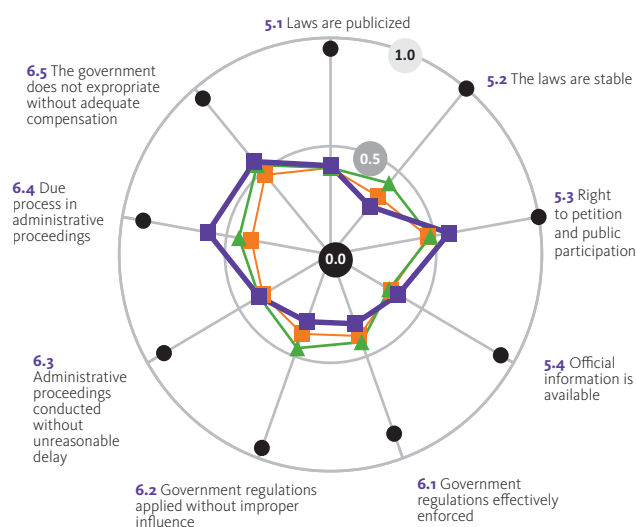 5.1 Laws are publicized
1.0
5.2 The laws are stable
0.5
5.3 Right
to petition
and public
participation
0.0
5.4 Official
information is
available
6.1 Government
regulations effectively
enforced
6.2 Government regulations
applied without improper
influence
6.3
Administrative
proceedings
conducted
without
unreasonable
delay
6.4 Due
process in
administrative
proceedings
6.5 The government
does not expropriate
without adequate
compensation